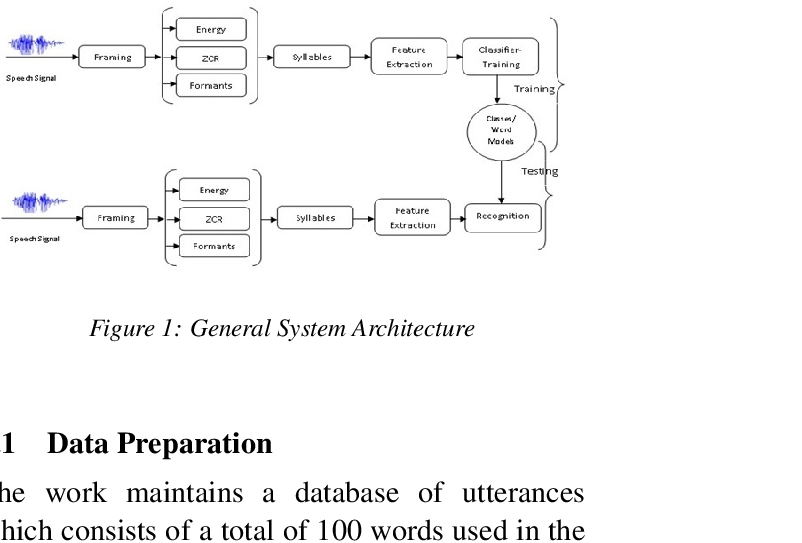 Energy
ZCR
Formants
Speech Signal
Framing
Syllables
Feature
Extraction
Classifier-
Training
Training
Classes/
Word
Models
Testing
Energy
ZCR
Formants
Speech Signal
Framing
Syllables
Feature
Extraction
Recognition
Figure 1: General System Architecture
.1 Data Preparation
he work maintains a database of utterances
hich consists of a total of 100 words used in the